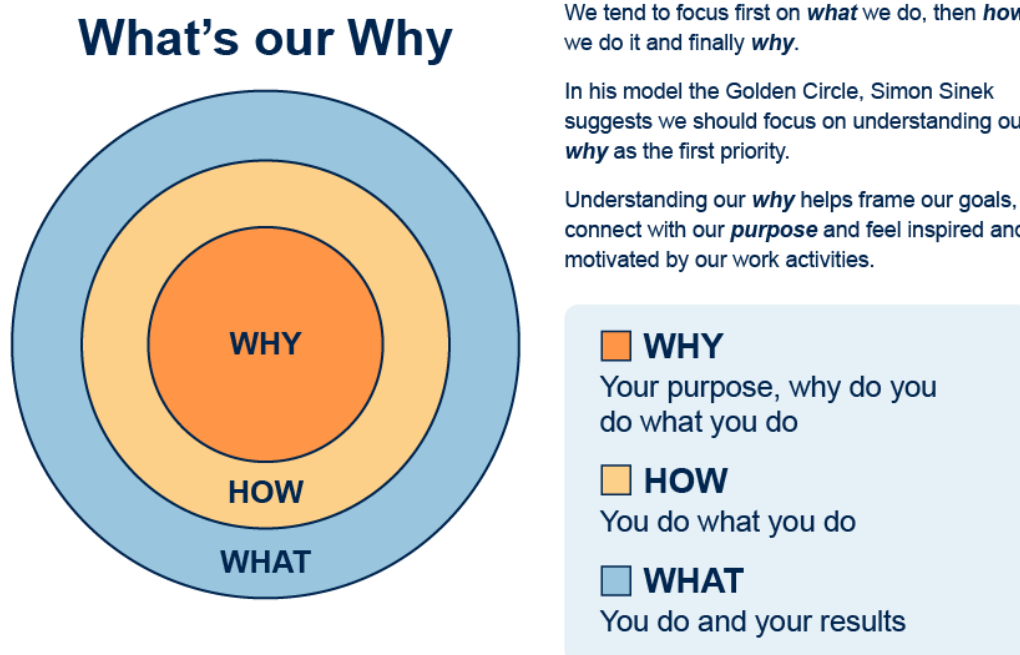 What's our Why
WHY
HOW
WHAT
We tend to focus first on what we do, then how
we do it and finally why.
In his model the Golden Circle, Simon Sinek
suggests we should focus on understanding ou
why as the first priority.
Understanding our why helps frame our goals,
connect with our purpose and feel inspired and
motivated by our work activities.
WHY
Your purpose, why do you
do what you do
HOW
You do what you do
WHAT
You do and your results